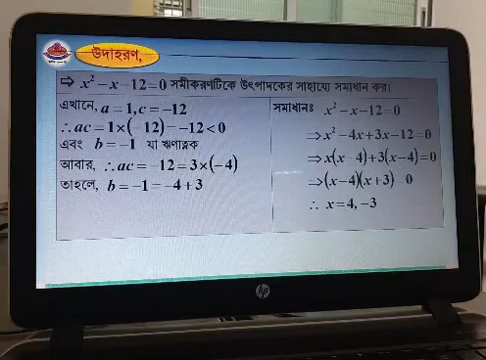 উদাহরণ,
⇨ x² – x – 12 = 0 সমীকরণটিকে উৎপাদকের সাহায্যে সমাধান কর।
এখানে, a = 1, c = –12
∴ ac = 1×(–12) = –12 < 0
এবং b = –1 যা ঋণাত্নক
আবার, ∴ ac = –12 = 3×(–4)
তাহলে, b = –1 = –4 + 3
সমাধানঃ x² – x – 12 = 0
⇒ x² – 4x + 3x – 12 = 0
⇒ x(x – 4) + 3(x – 4) = 0
⇒ (x – 4)(x + 3) = 0
∴ x = 4, –3
hp